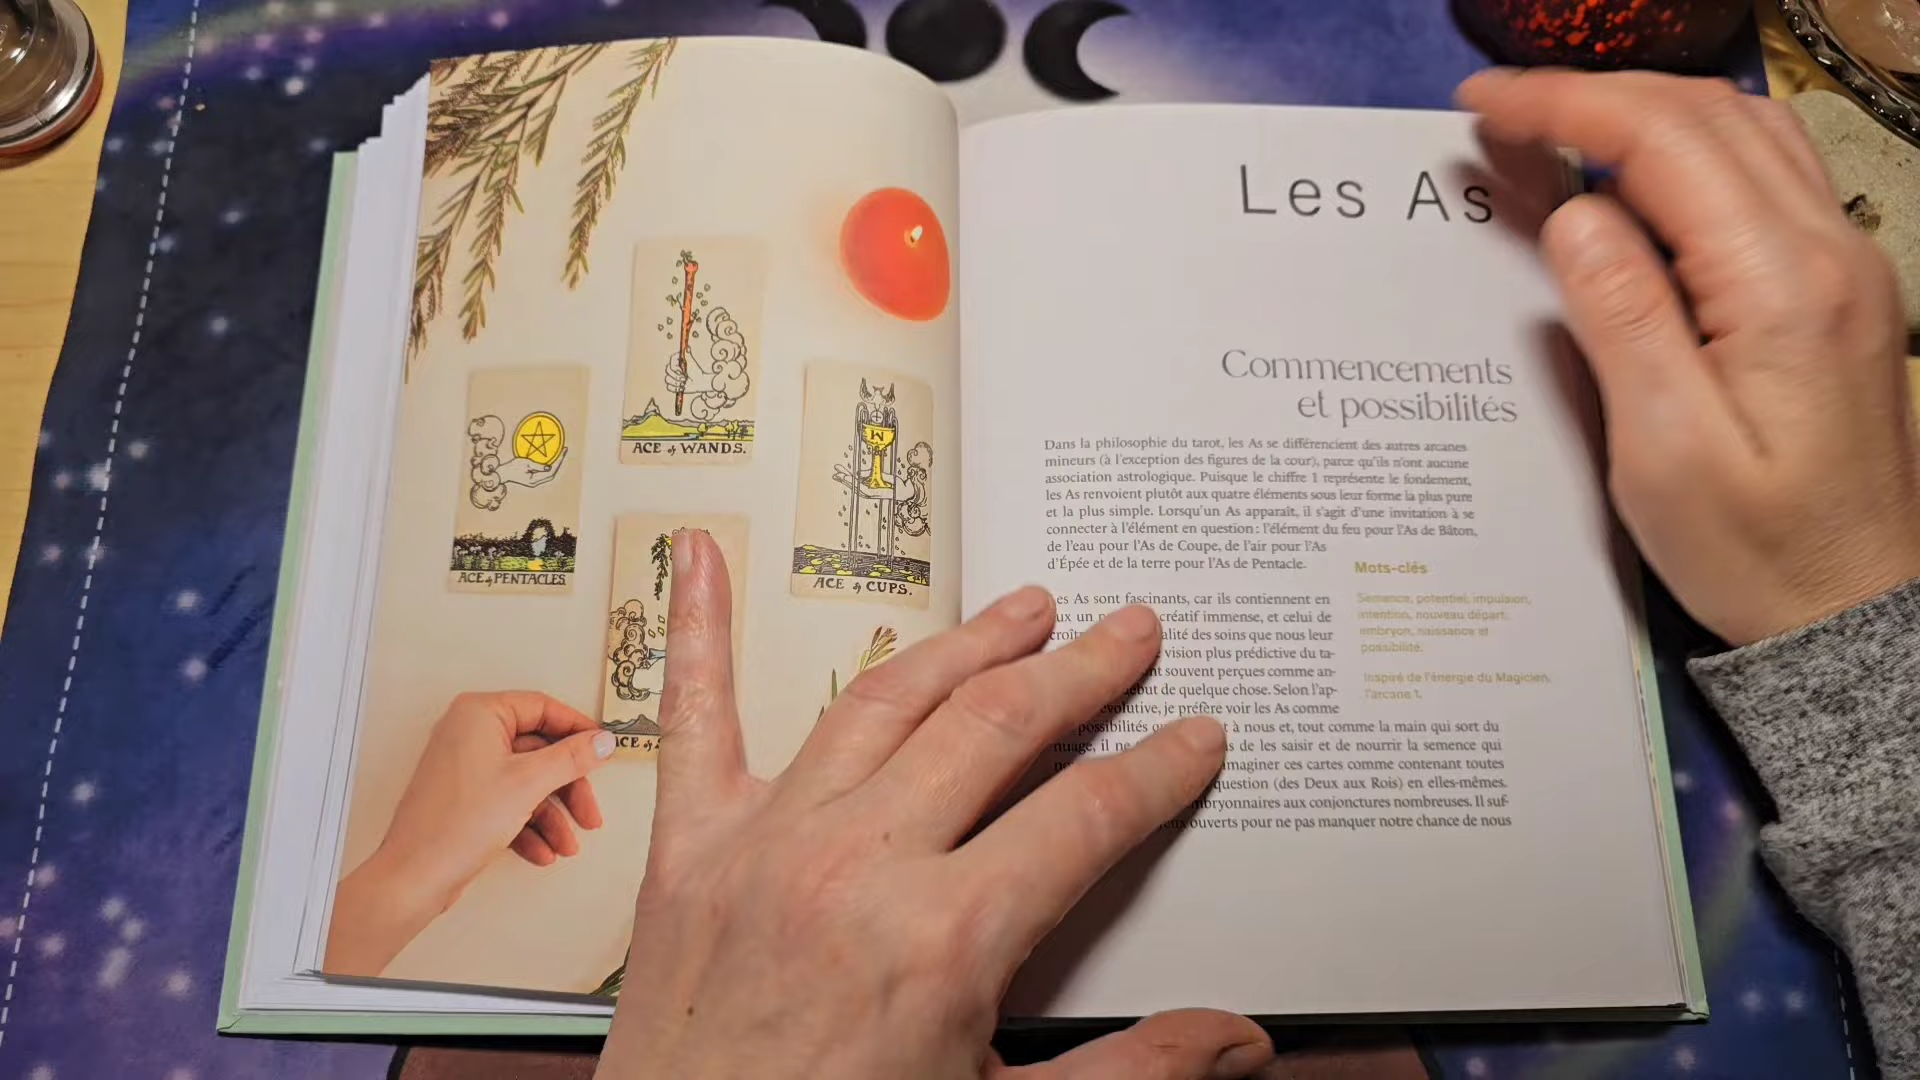 ACE of WANDS.
ACE of PENTACLES.
ACE of CUPS.
ACE of
Les As
Commencements
et possibilités
Dans la philosophie du tarot, les As se différencient des autres arcanes
mineurs (à l'exception des figures de la cour), parce qu'ils n'ont aucune
association astrologique. Puisque le chiffre 1 représente le fondement,
les As renvoient plutôt aux quatre éléments sous leur forme la plus pure
et la plus simple. Lorsqu'un As apparaît, il s'agit d'une invitation à se
connecter à l'élément en question : l'élément du feu pour l'As de Bâton,
de l'eau pour l'As de Coupe, de l'air pour l'As
d'Épée et de la terre pour l'As de Pentacle.
es As sont fascinants, car ils contiennent en
ux un créatif immense, et celui de
croît alité des soins que nous leur
vision plus prédictive du ta-
nt souvent perçues comme an-
ébut de quelque chose. Selon l'ap-
évolutive, je préfère voir les As comme
possibilités t à nous et, tout comme la main qui sort du
nuage, il ne s de les saisir et de nourrir la semence qui
imaginer ces cartes comme contenant toutes
question (des Deux aux Rois) en elles-mêmes.
mbryonnaires aux conjonctures nombreuses. Il suf-
yeux ouverts pour ne pas manquer notre chance de nous
Mots-clés
Semence, potentiel, impulsion,
intention, nouveau départ,
embryon, naissance et
possibilité.
Inspiré de l'énergie du Magicien,
l'arcane 1.